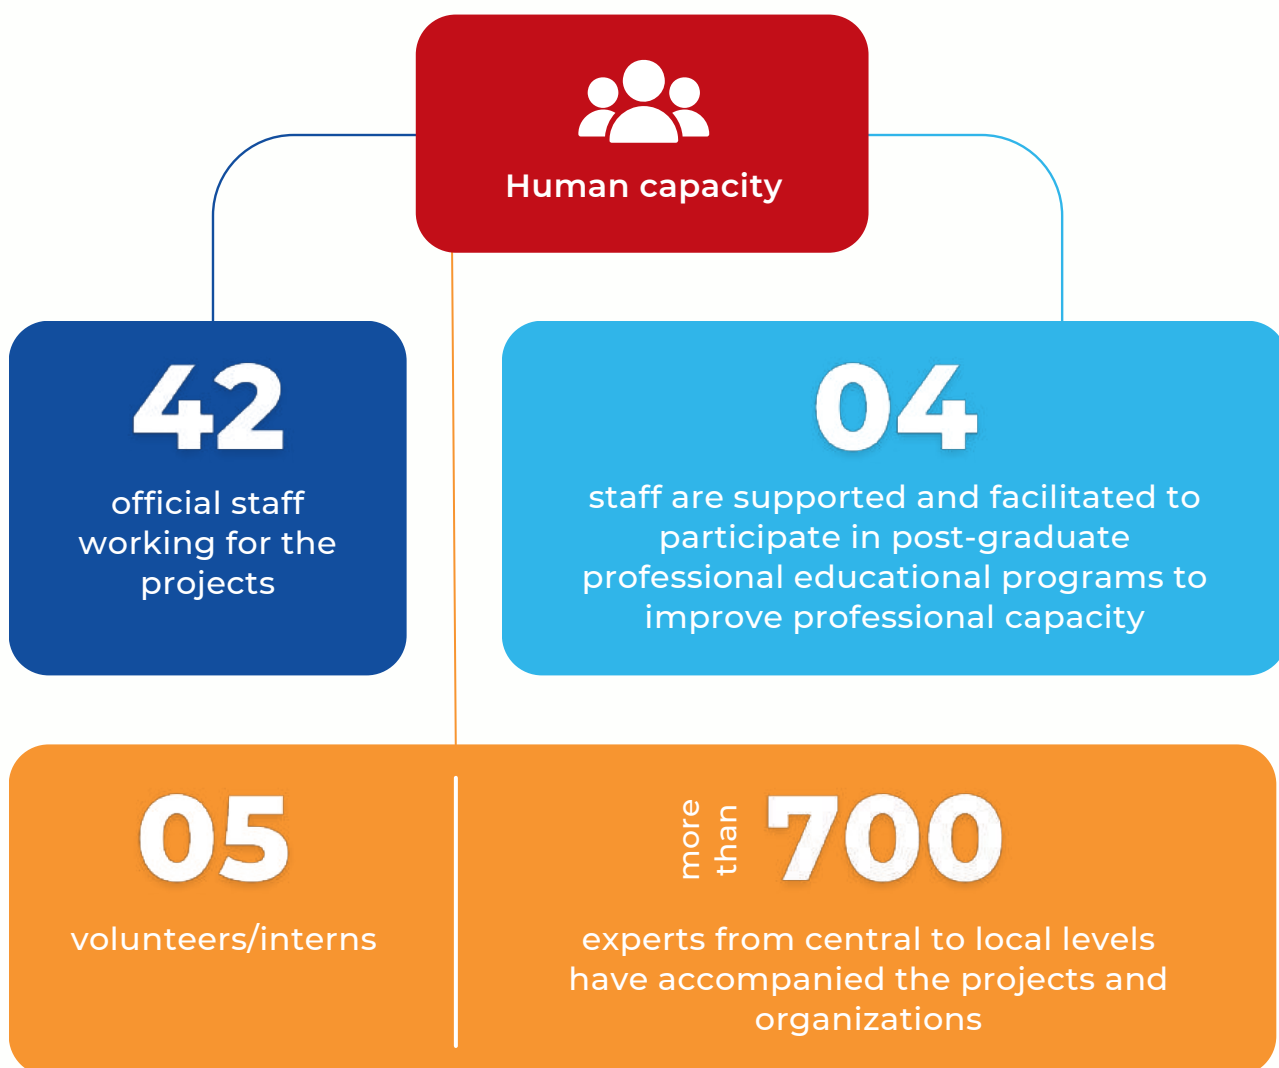 Human capacity
42
official staff
working for the
projects
04
staff are supported and facilitated to
participate in post-graduate
professional educational programs to
improve professional capacity
05
volunteers/interns
more
than
700
experts from central to local levels
have accompanied the projects and
organizations